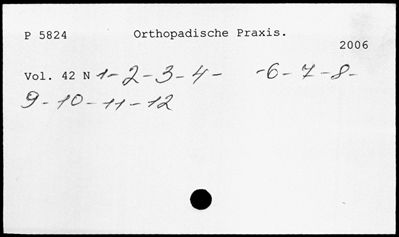 P 5824 Orthopadische Praxis.
2006
Vol. 42 N 1-2-3-4- -6-7-8-
9-10-11-12